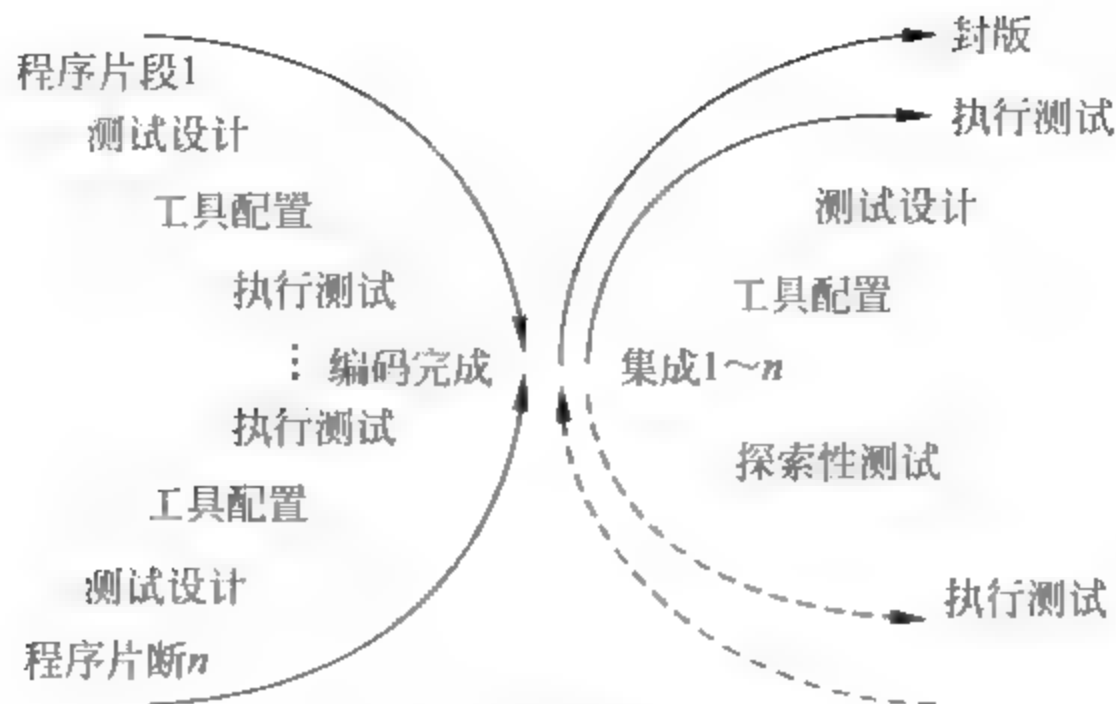 程序片段1
测试设计
工具配置
执行测试
⋮ 编码完成
执行测试
工具配置
测试设计
程序片断n
封版
执行测试
测试设计
工具配置
集成1～n
探索性测试
执行测试